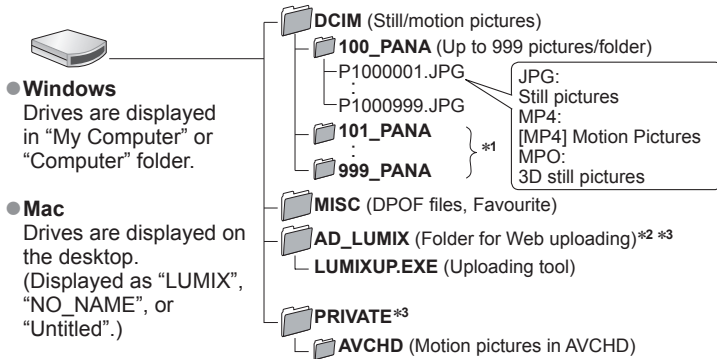 ●Windows
Drives are displayed
in “My Computer” or
“Computer” folder.
●Mac
Drives are displayed on
the desktop.
(Displayed as “LUMIX”,
“NO_NAME”, or
“Untitled”.)
DCIM (Still/motion pictures)
100_PANA (Up to 999 pictures/folder)
P1000001.JPG
:
P1000999.JPG
101_PANA
:
999_PANA
*1
JPG:
Still pictures
MP4:
[MP4] Motion Pictures
MPO:
3D still pictures
MISC (DPOF files, Favourite)
AD_LUMIX (Folder for Web uploading)*2 *3
LUMIXUP.EXE (Uploading tool)
PRIVATE*3
AVCHD (Motion pictures in AVCHD)